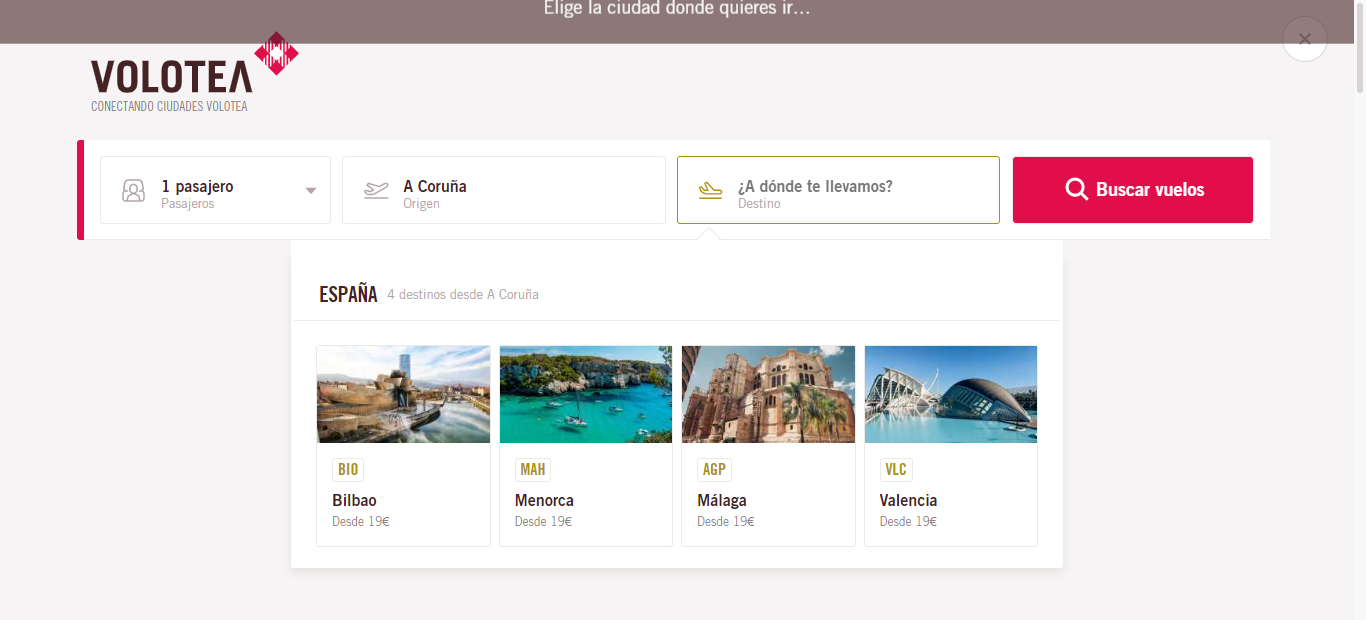 Elige la ciudad donde quieres ir...
VOLOTEA
CONECTANDO CIUDADES VOLOTEA
1 pasajero
Pasajeros
A Coruña
Origen
¿A dónde te llevamos?
Destino
Buscar vuelos
ESPAÑA 4 destinos desde A Coruña
BIO
Bilbao
Desde 19€
MAH
Menorca
Desde 19€
AGP
Málaga
Desde 19€
VLC
Valencia
Desde 19€